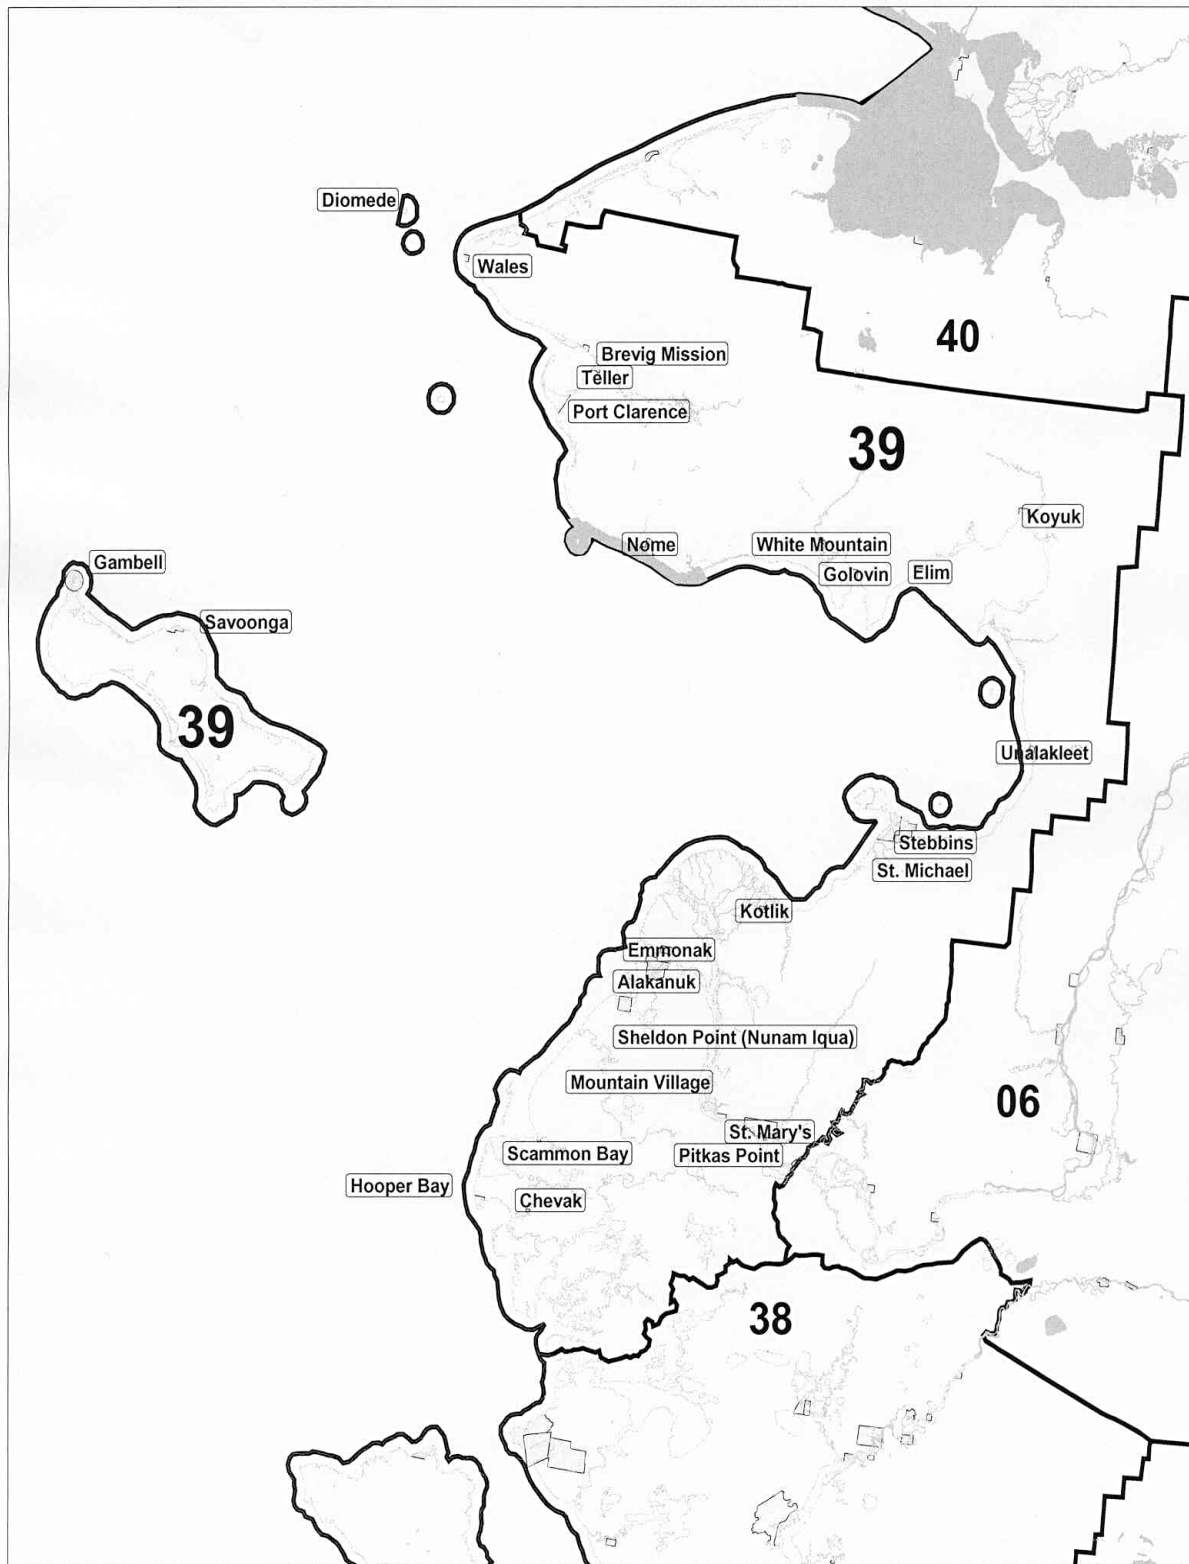 Diomede
Wales
40
Brevig Mission
Teller
Port Clarence
39
Koyuk
Nome
White Mountain
Gambell
Golovin
Elim
Savoonga
39
Unalakleet
Stebbins
St. Michael
Kotlik
Emmonak
Alakanuk
Sheldon Point (Nunam Iqua)
Mountain Village
06
St. Mary's
Scammon Bay
Pitkas Point
Hooper Bay
Chevak
38